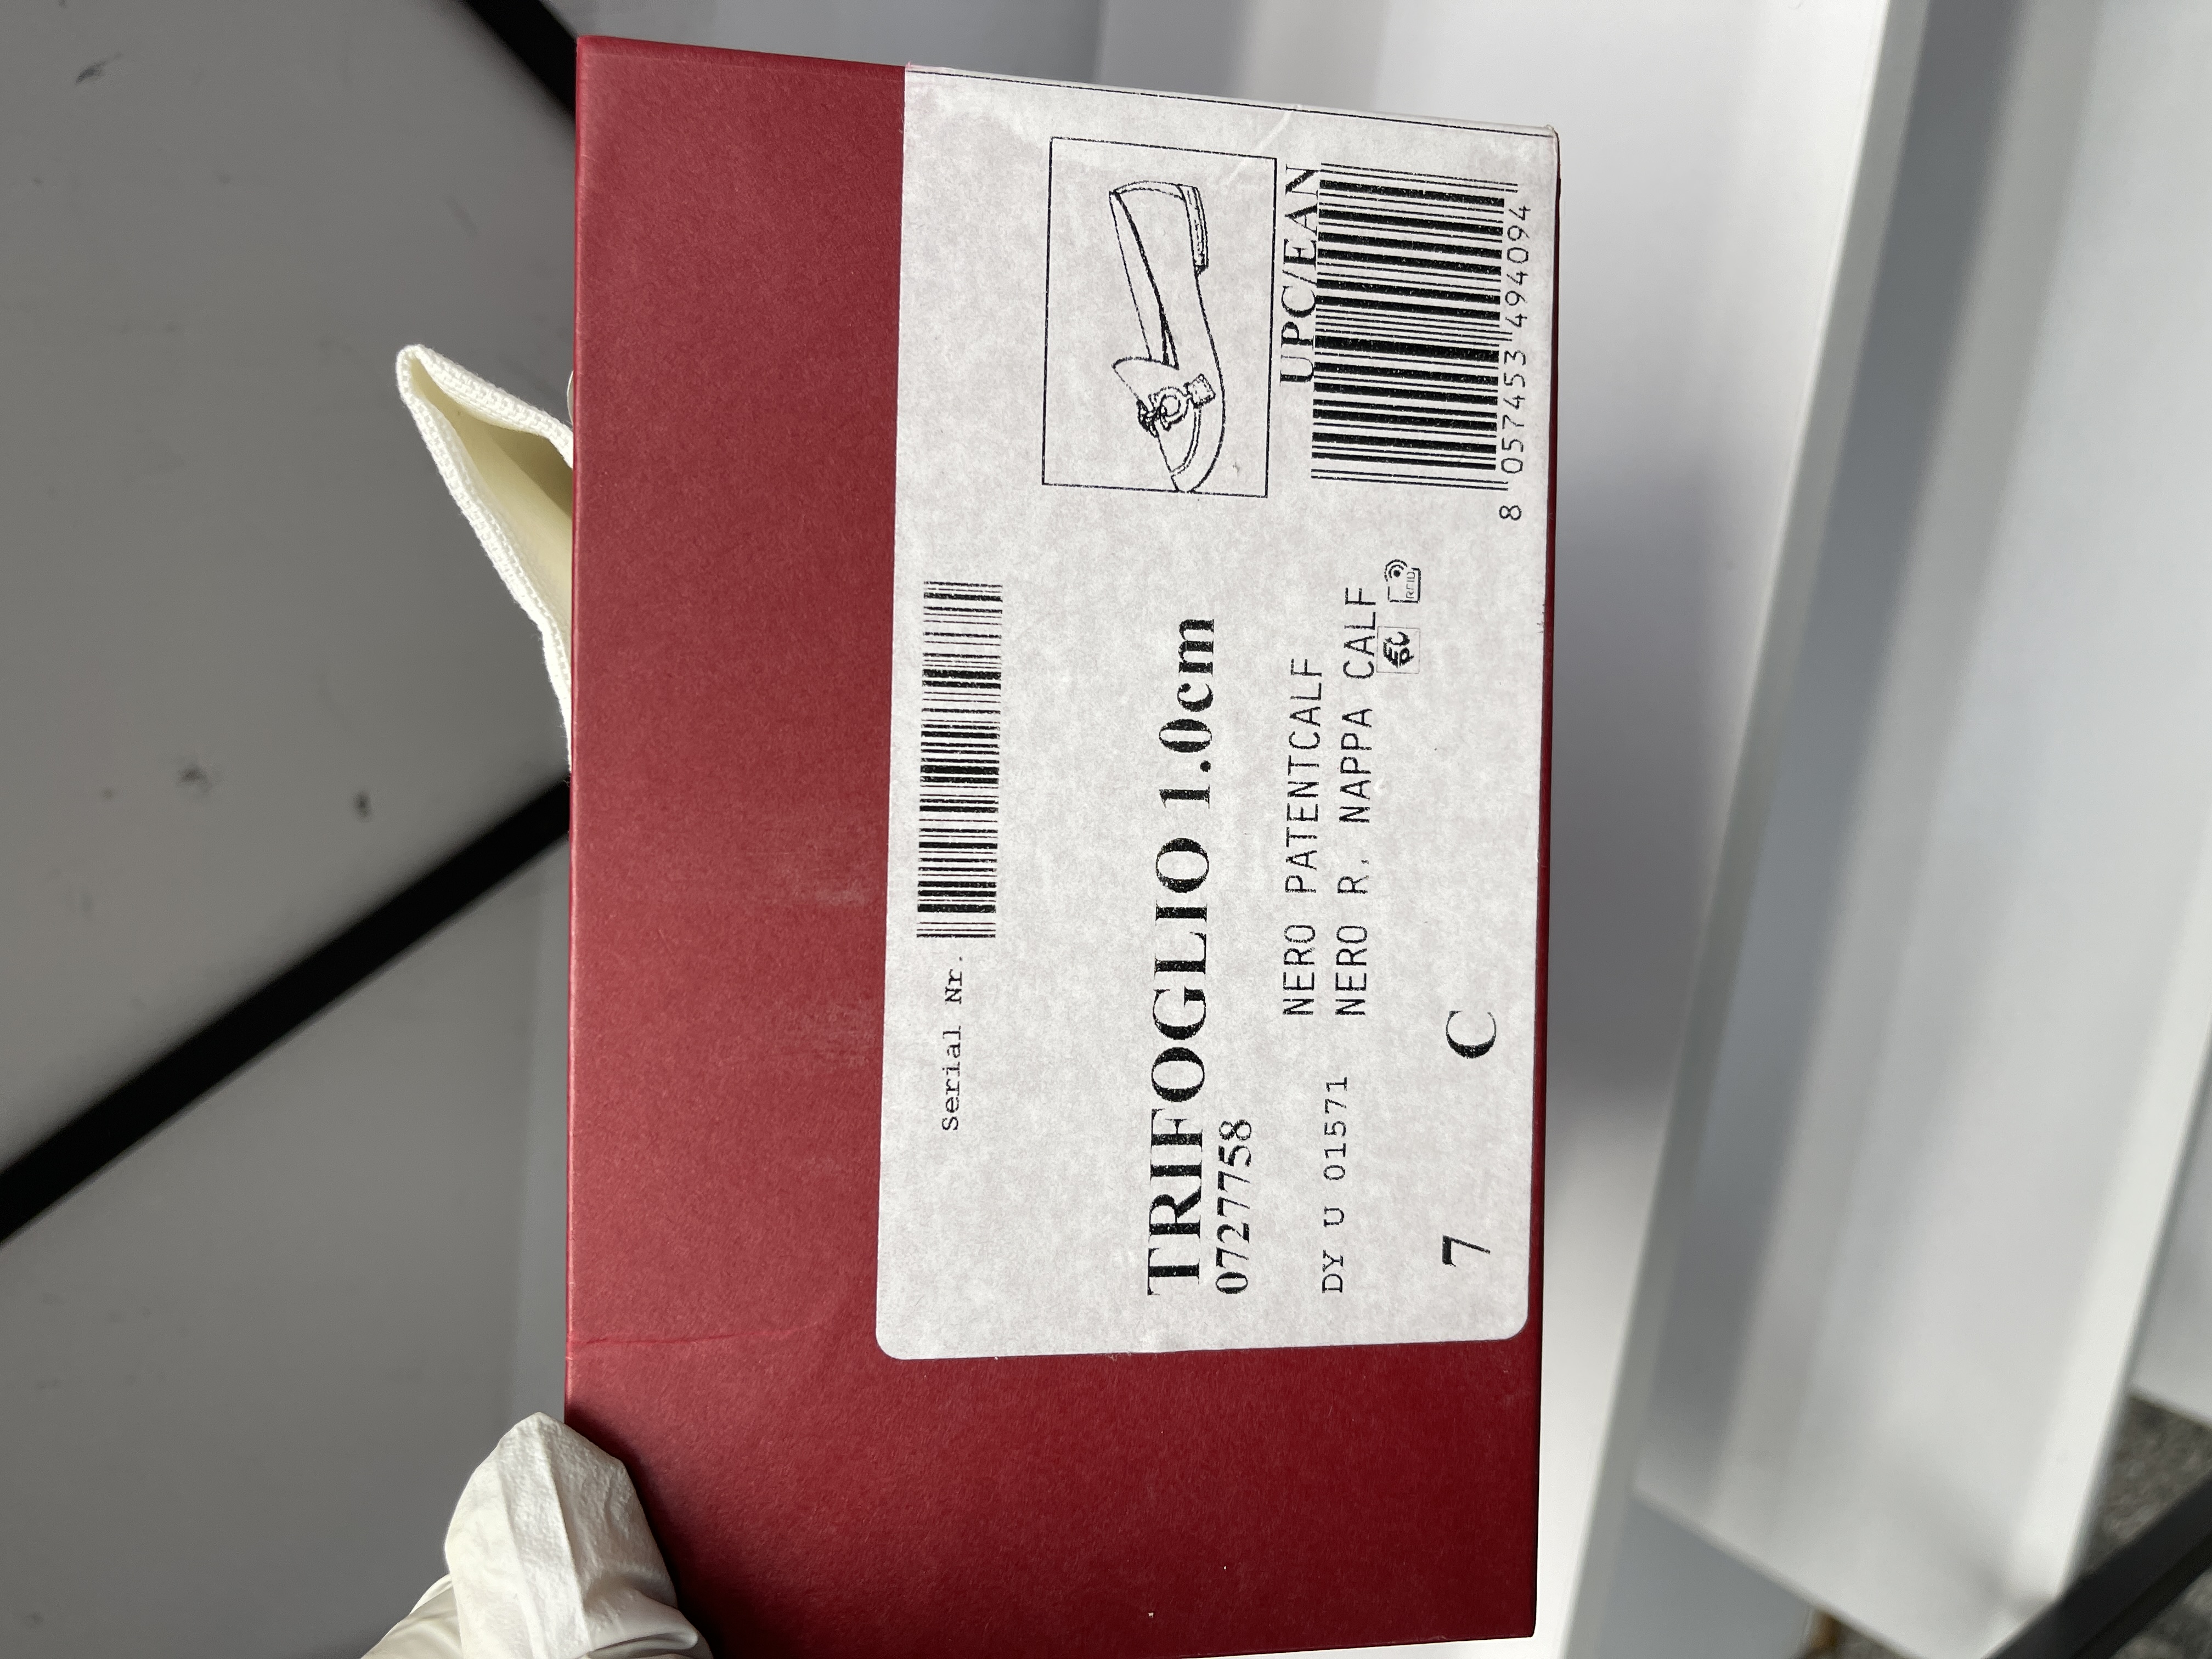 Serial Nr.
TRIFOGLIO 1.0cm
0727758
UPC/EAN
NERO PATENTCALF
DY U 01571 NERO R. NAPPA CALF
RFID
7 C
8 057453 494094